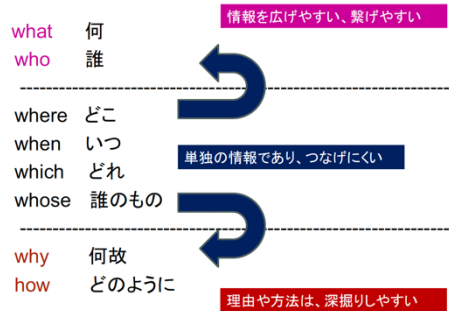 情報を広げやすい、繋げやすい
what 何
who 誰
where どこ
when いつ
which どれ
whose 誰のもの
単独の情報であり、つなげにくい
why 何故
how どのように
理由や方法は、深掘りしやすい